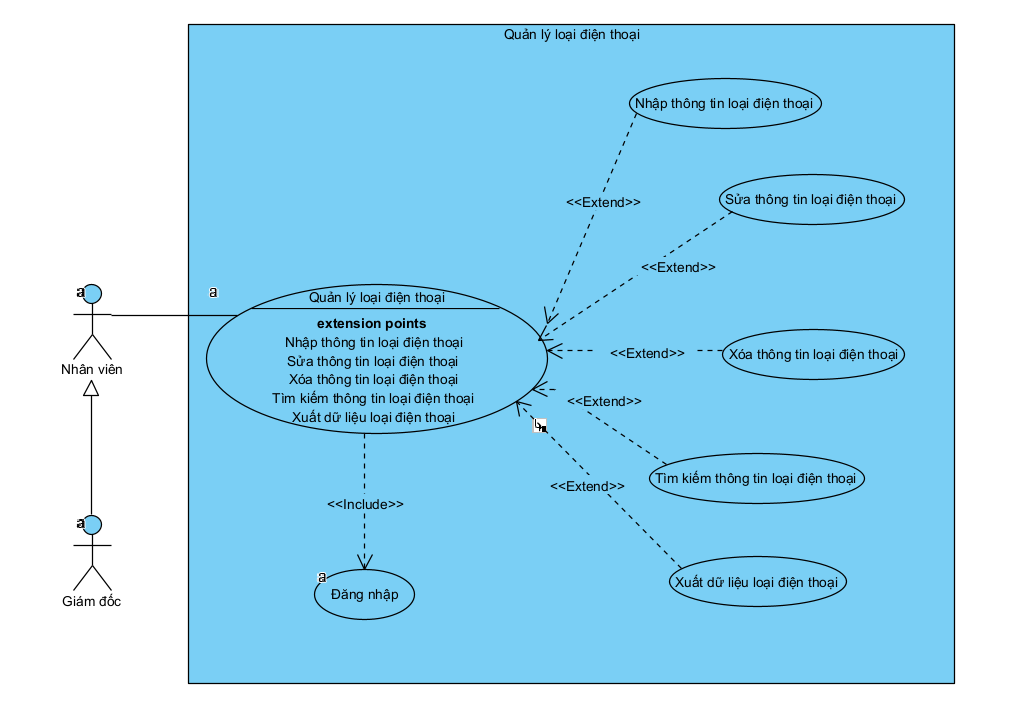 Quản lý loại điện thoại
Nhập thông tin loại điện thoại
<<Extend>>
Sửa thông tin loại điện thoại
<<Extend>>
a
a
Quản lý loại điện thoại
extension points
Nhập thông tin loại điện thoại
Sửa thông tin loại điện thoại
Xóa thông tin loại điện thoại
Tìm kiếm thông tin loại điện thoại
Xuất dữ liệu loại điện thoại
Nhân viên
<<Extend>>
Xóa thông tin loại điện thoại
<<Extend>>
Tìm kiếm thông tin loại điện thoại
<<Extend>>
<<Include>>
a
Giám đốc
a
Đăng nhập
Xuất dữ liệu loại điện thoại